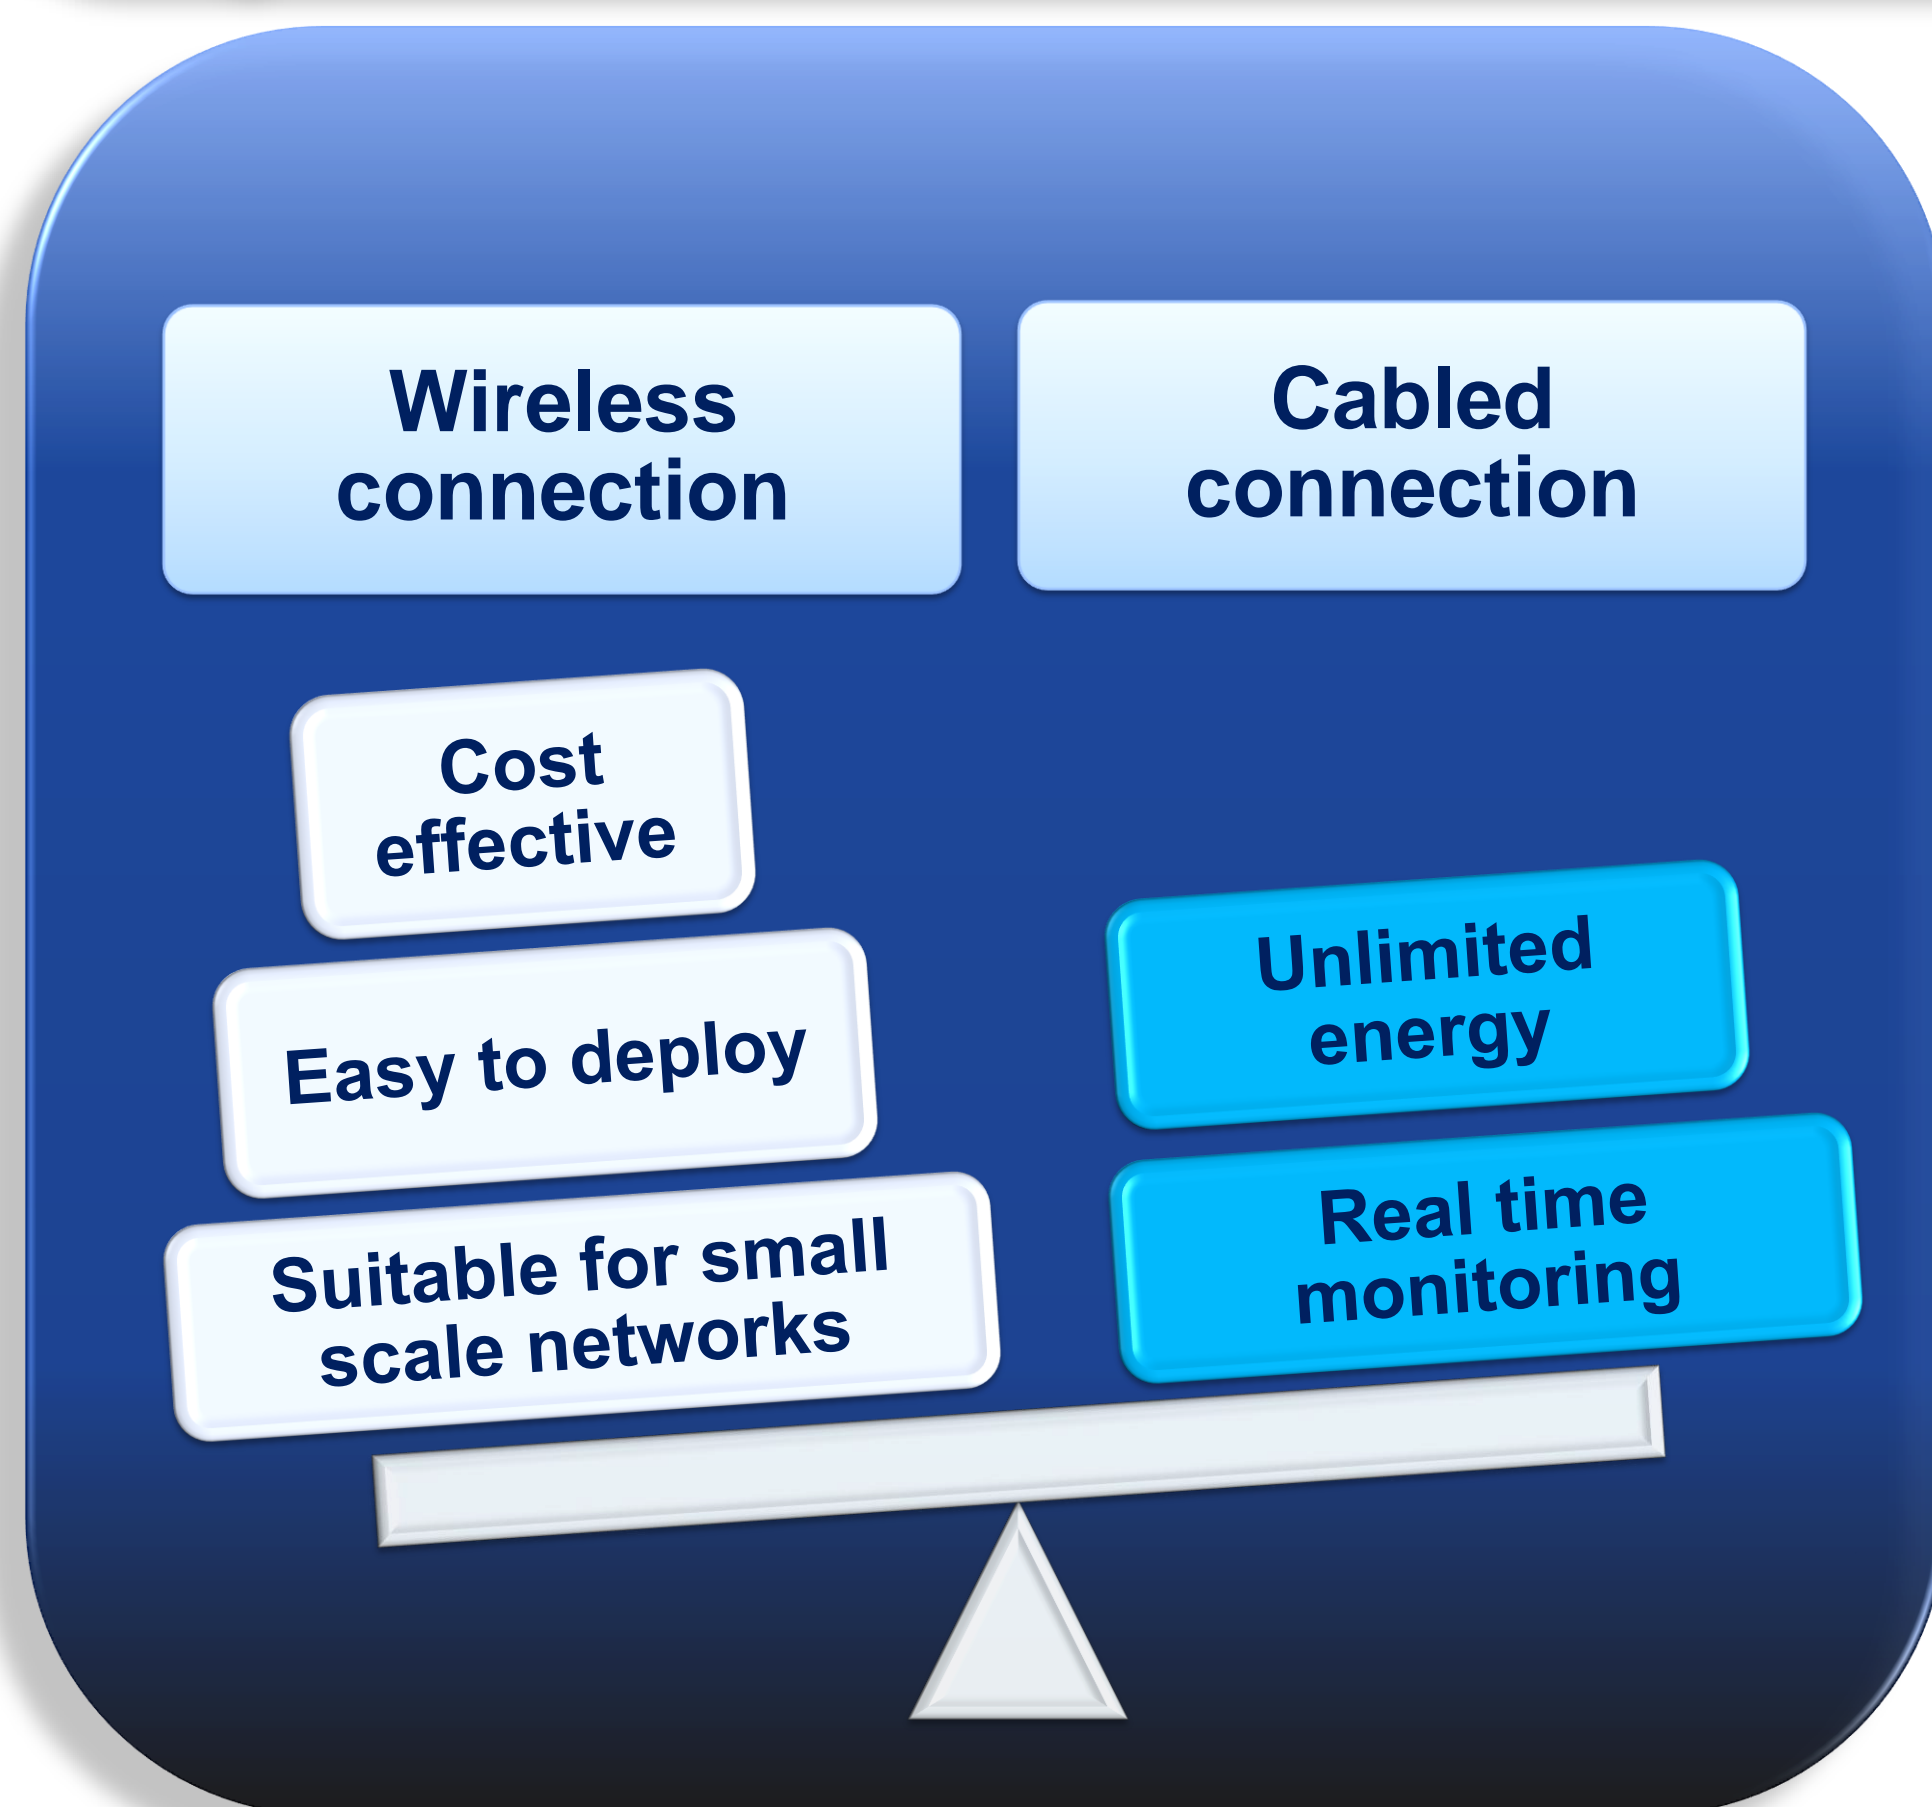 Wireless
connection
Cabled
connection
Cost
effective
Easy to deploy
Suitable for small
scale networks
Unlimited
energy
Real time
monitoring